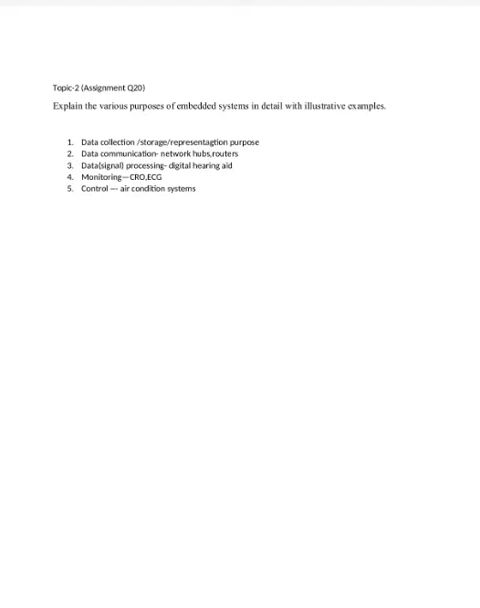 Topic-2 (Assignment Q20)
Explain the various purposes of embedded systems in detail with illustrative examples.
1. Data collection /storage/representagtion purpose
2. Data communication- network hubs,routers
3. Data(signal) processing- digital hearing aid
4. Monitoring—CRO,ECG
5. Control –-- air condition systems